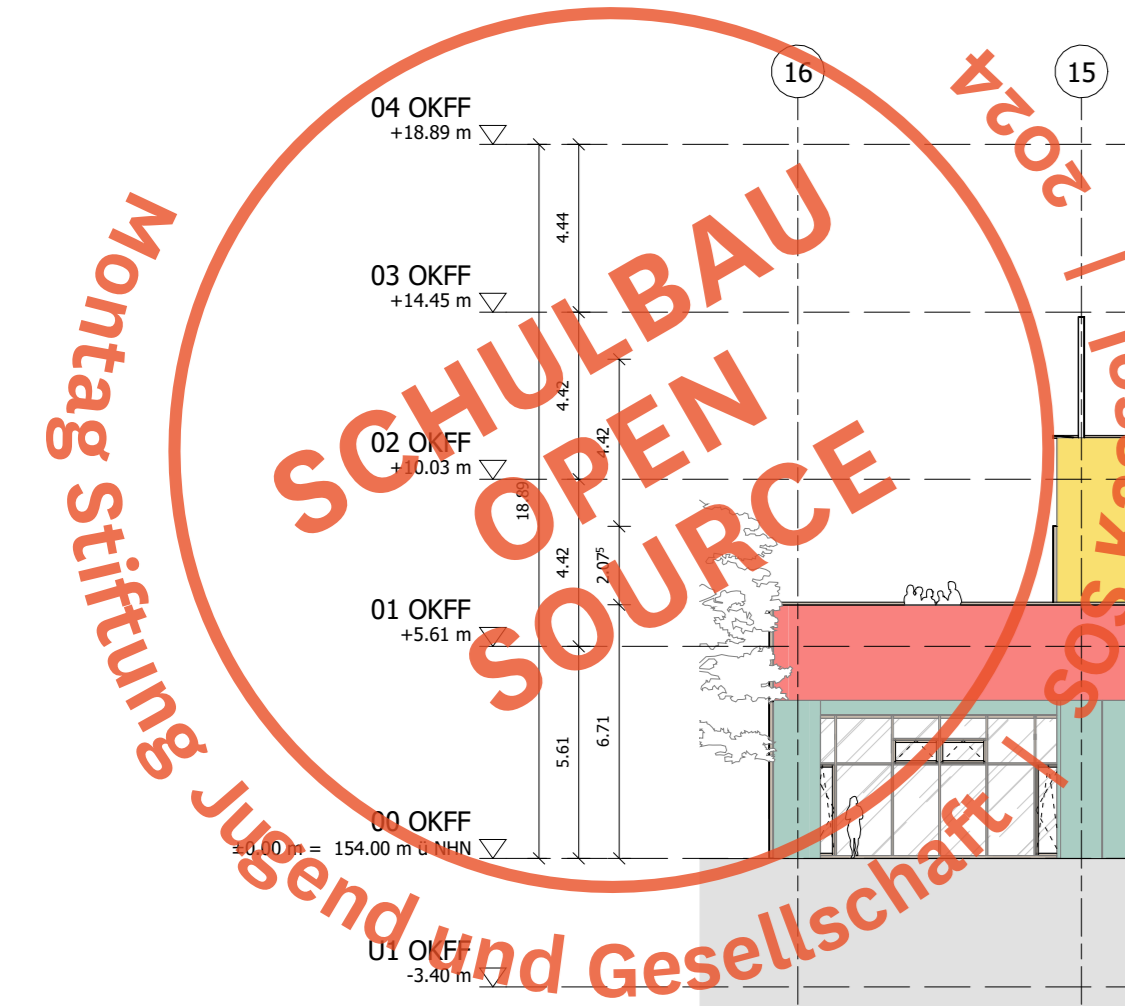 16
15
04 OKFF
+18.89 m
4.44
03 OKFF
+14.45 m
4.42
4.42
02 OKFF
+10.03 m
18.89
4.42
2.07⁵
01 OKFF
+5.61 m
5.61
6.71
00 OKFF
±0.00 m = 154.00 m ü NHN
U1 OKFF
-3.40 m
SCHULBAU
OPEN
SOURCE
Montag Stiftung Jugend und Gesellschaft | SOS Kassel | 2024